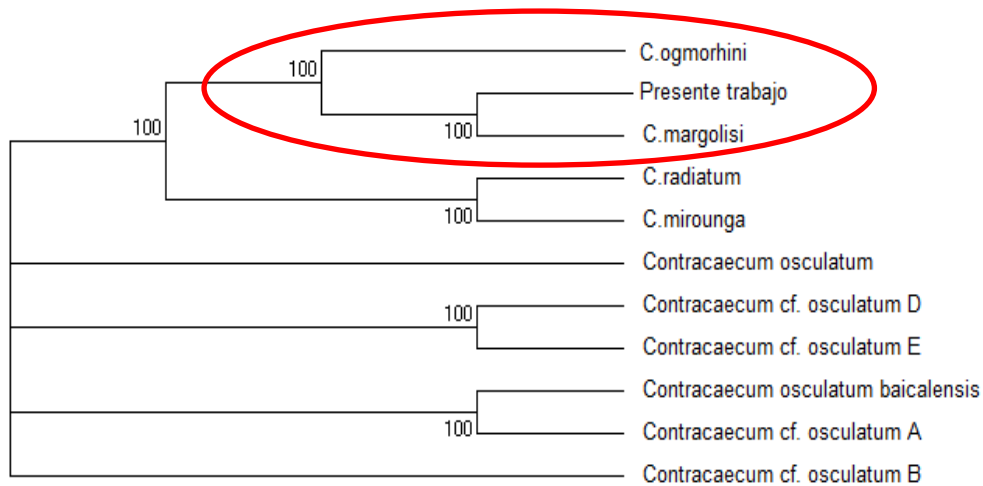 C.ogmorhini
100
Presente trabajo
100
C.margolisi
100
C.radiatum
100
C.mirounga
Contracaecum osculatum
Contracaecum cf. osculatum D
100
Contracaecum cf. osculatum E
Contracaecum osculatum baicalensis
100
Contracaecum cf. osculatum A
Contracaecum cf. osculatum B